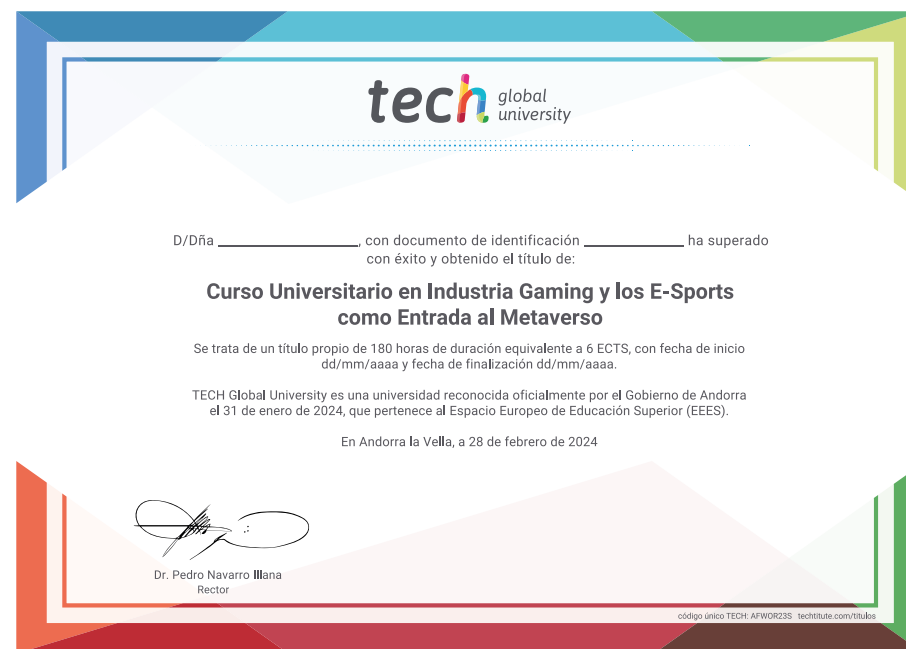 tech global university
D/Dña ____________________, con documento de identificación ______________ ha superado
con éxito y obtenido el título de:
Curso Universitario en Industria Gaming y los E-Sports
como Entrada al Metaverso
Se trata de un título propio de 180 horas de duración equivalente a 6 ECTS, con fecha de inicio
dd/mm/aaaa y fecha de finalización dd/mm/aaaa.
TECH Global University es una universidad reconocida oficialmente por el Gobierno de Andorra
el 31 de enero de 2024, que pertenece al Espacio Europeo de Educación Superior (EEES).
En Andorra la Vella, a 28 de febrero de 2024
Dr. Pedro Navarro Illana
Rector
código único TECH: AFWOR23S techtitute.com/titulos